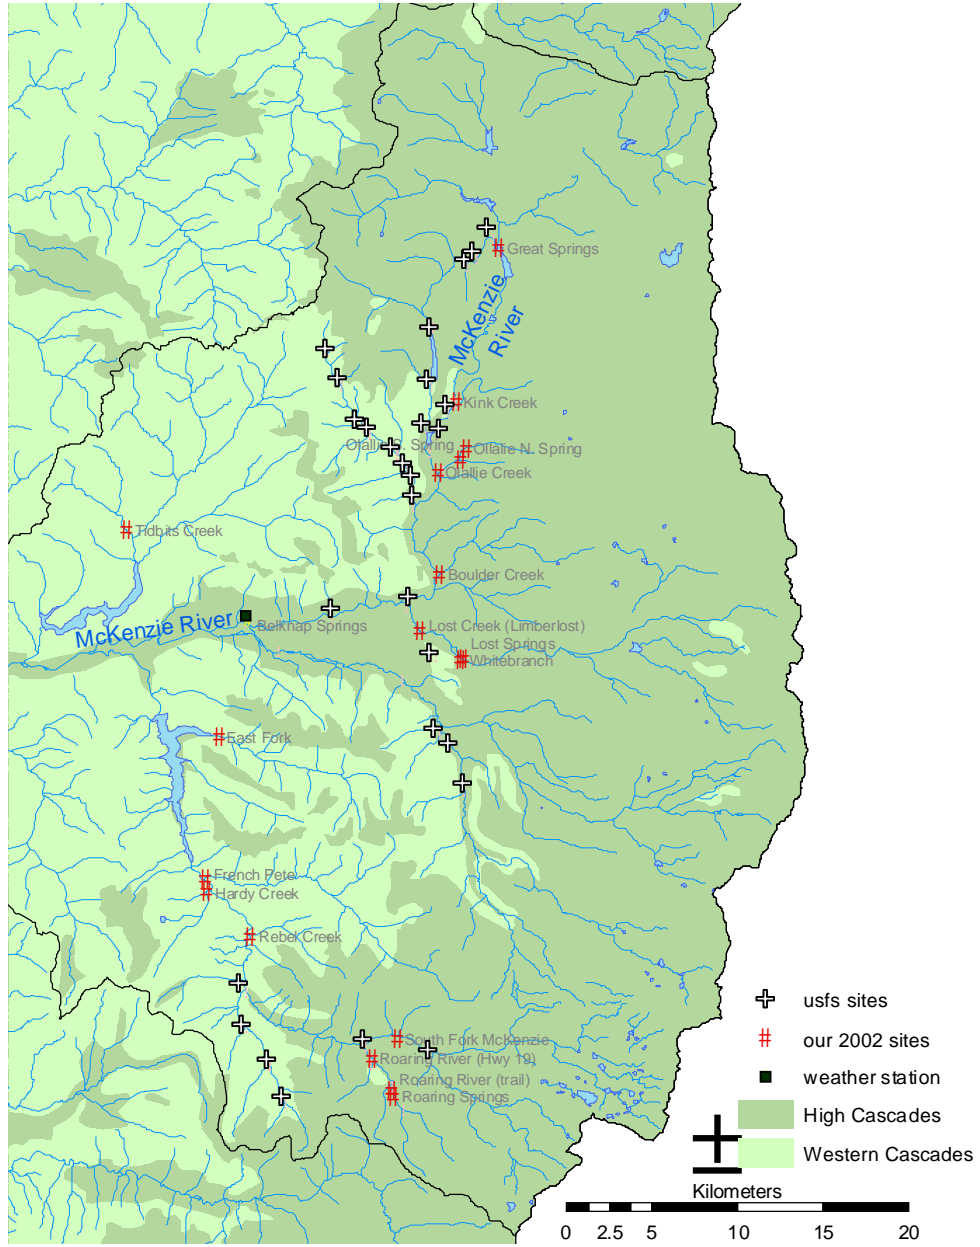 Great Springs
McKenzie
River
Kink Creek
Olallie S. Spring
Ollalie N. Spring
Olallie Creek
Tidbits Creek
Boulder Creek
McKenzie River
Belknap Springs
Lost Creek (Limberlost)
Lost Springs
Whitebranch
East Fork
French Pete
Hardy Creek
Rebel Creek
South Fork McKenzie
Roaring River (Hwy 19)
Roaring River (trail)
Roaring Springs
usfs sites
our 2002 sites
weather station
High Cascades
Western Cascades
Kilometers
0 2.5 5 10 15 20